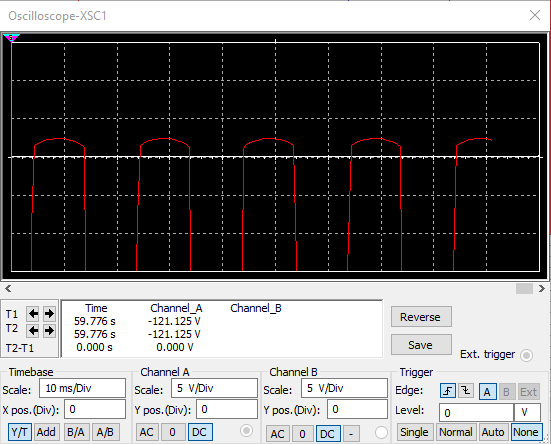 Oscilloscope-XSC1
T1
T2
T2-T1
Time Channel_A Channel_B
59.776 s -121.125 V
59.776 s -121.125 V
0.000 s 0.000 V
Reverse
Save
Ext. trigger
Timebase
Scale: 10 ms/Div
X pos.(Div): 0
Y/T Add B/A A/B
Channel A
Scale: 5 V/Div
Y pos.(Div): 0
AC 0 DC
Channel B
Scale: 5 V/Div
Y pos.(Div): 0
AC 0 DC -
Trigger
Edge: A B Ext
Level: 0 V
Single Normal Auto None